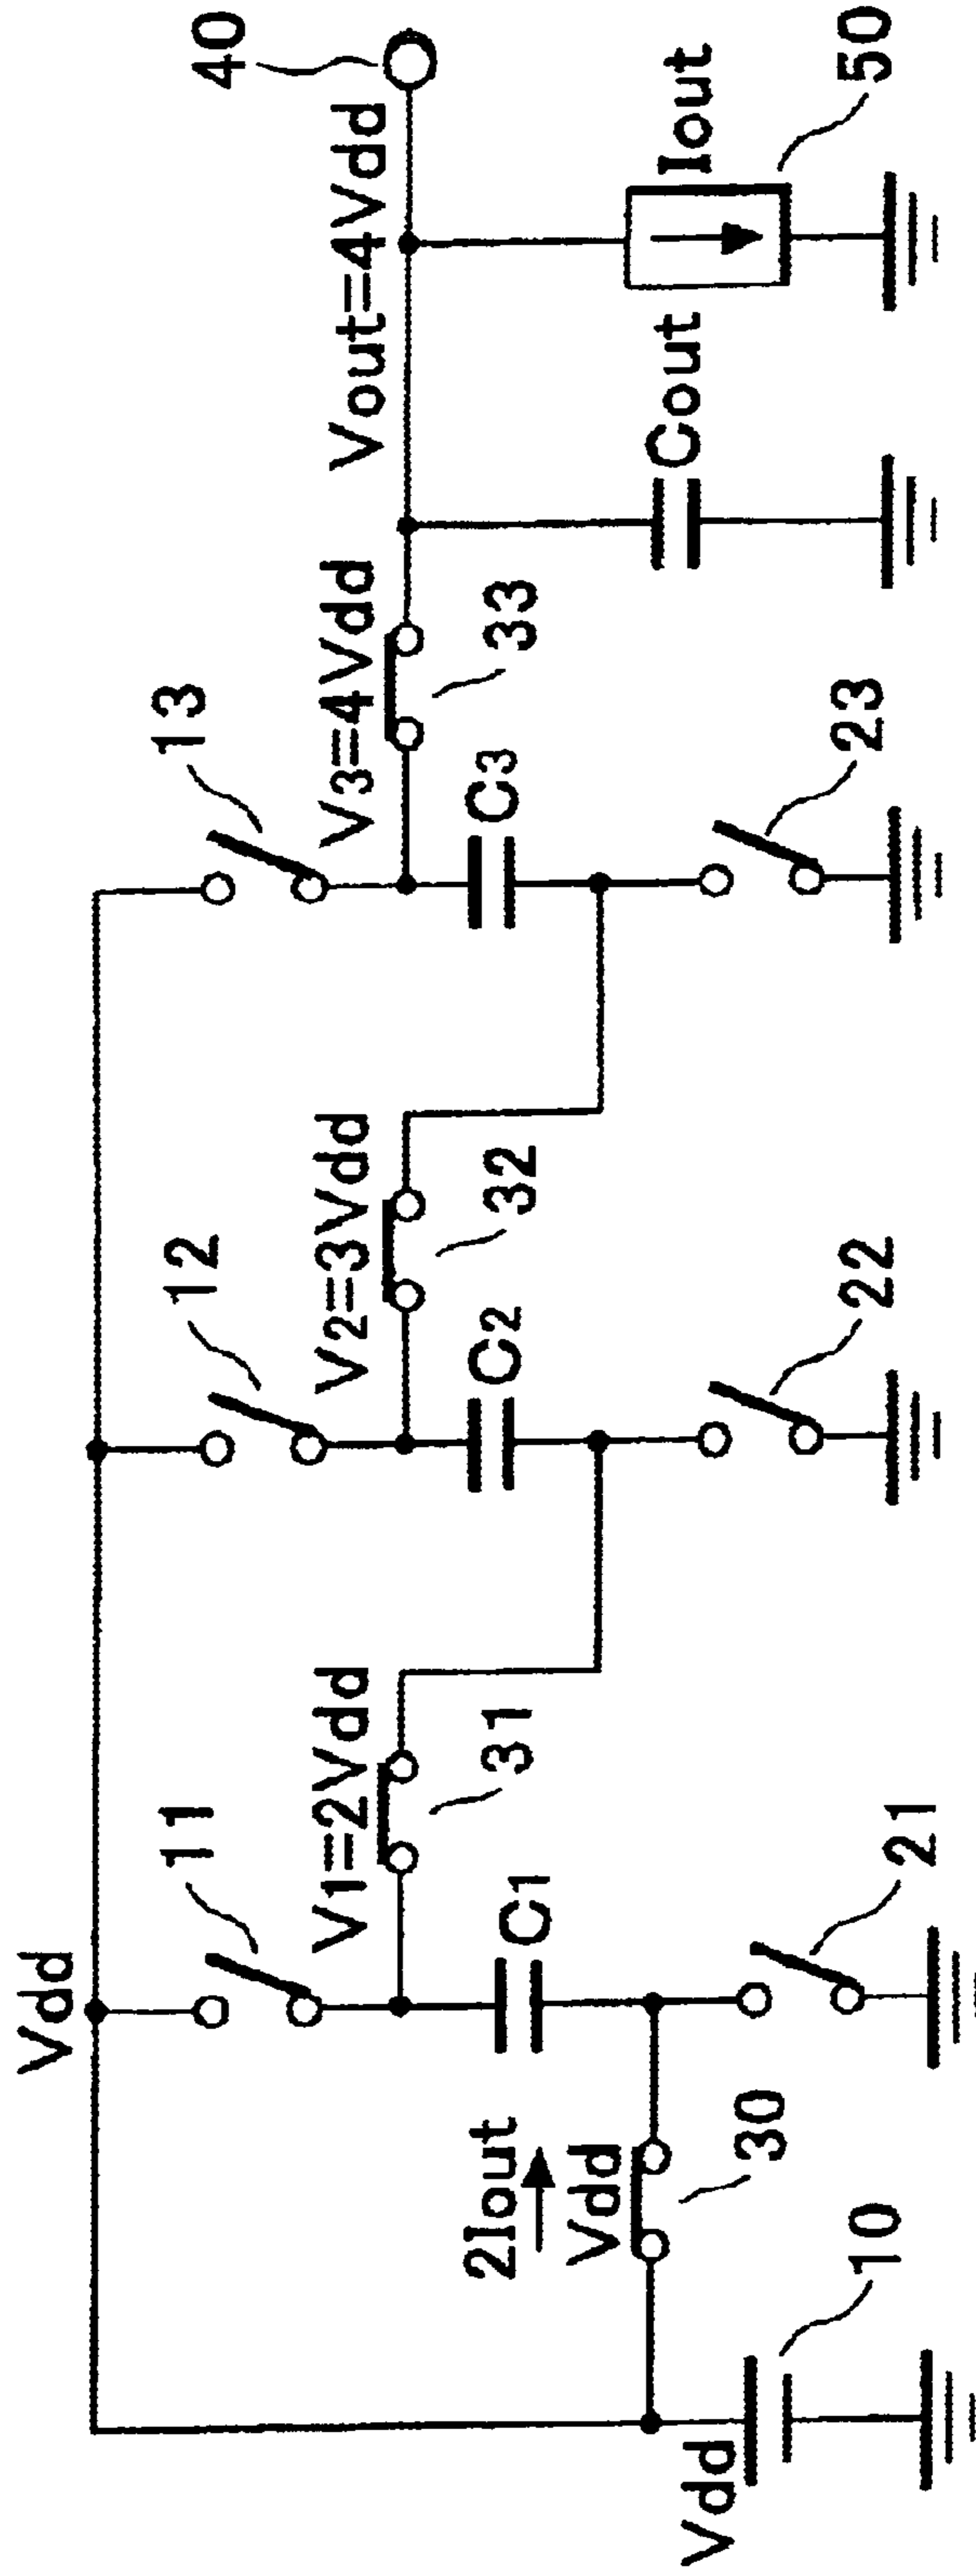 Vdd
11
12
13
40
V1=2Vdd
V2=3Vdd
V3=4Vdd
Vout=4Vdd
31
32
33
C1
C2
C3
2Iout
Vdd
30
Cout
Iout
Vdd
10
21
22
23
50